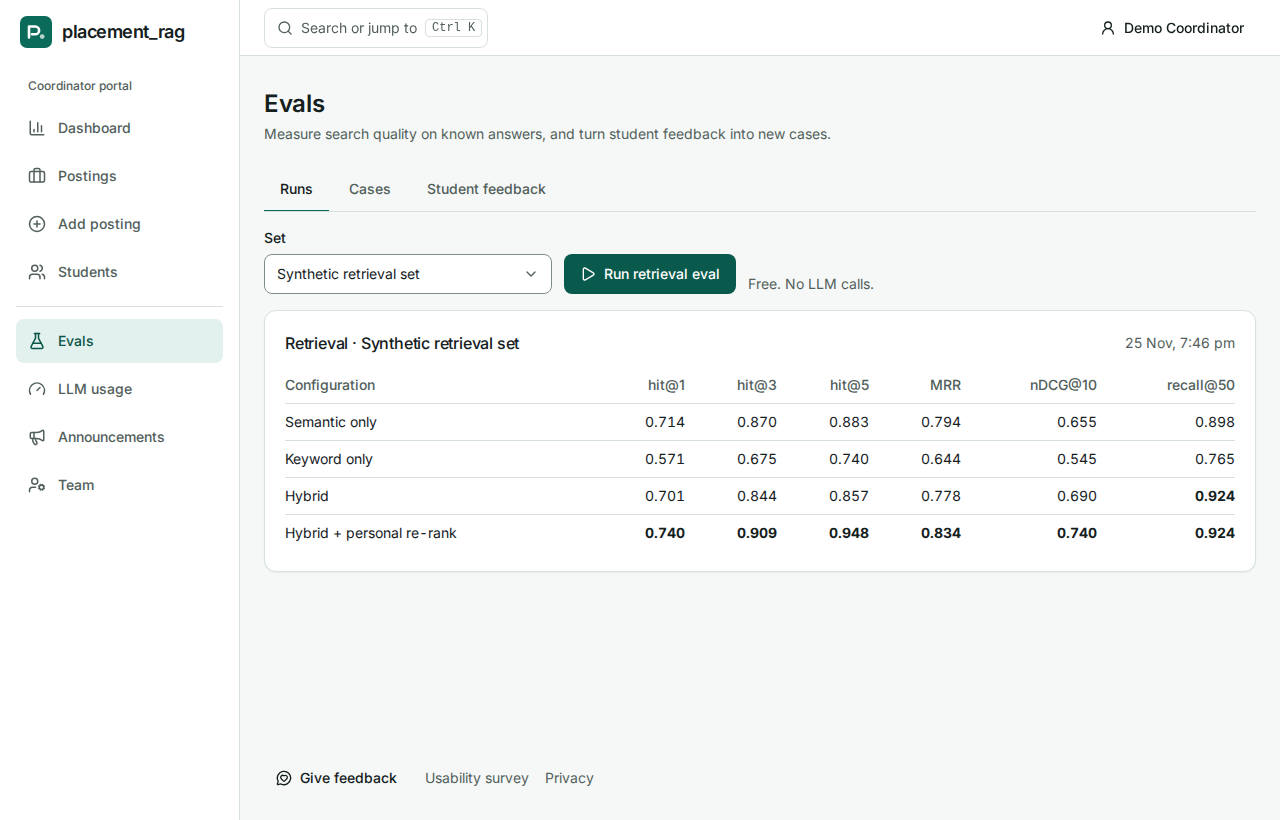 placement_rag
Search or jump to Ctrl K
Demo Coordinator
Coordinator portal
Dashboard
Postings
Add posting
Students
Evals
LLM usage
Announcements
Team
Evals
Measure search quality on known answers, and turn student feedback into new cases.
Runs Cases Student feedback
Set
Synthetic retrieval set Run retrieval eval Free. No LLM calls.
Retrieval · Synthetic retrieval set 25 Nov, 7:46 pm
Configuration hit@1 hit@3 hit@5 MRR nDCG@10 recall@50
Semantic only 0.714 0.870 0.883 0.794 0.655 0.898
Keyword only 0.571 0.675 0.740 0.644 0.545 0.765
Hybrid 0.701 0.844 0.857 0.778 0.690 0.924
Hybrid + personal re-rank 0.740 0.909 0.948 0.834 0.740 0.924
Give feedback Usability survey Privacy